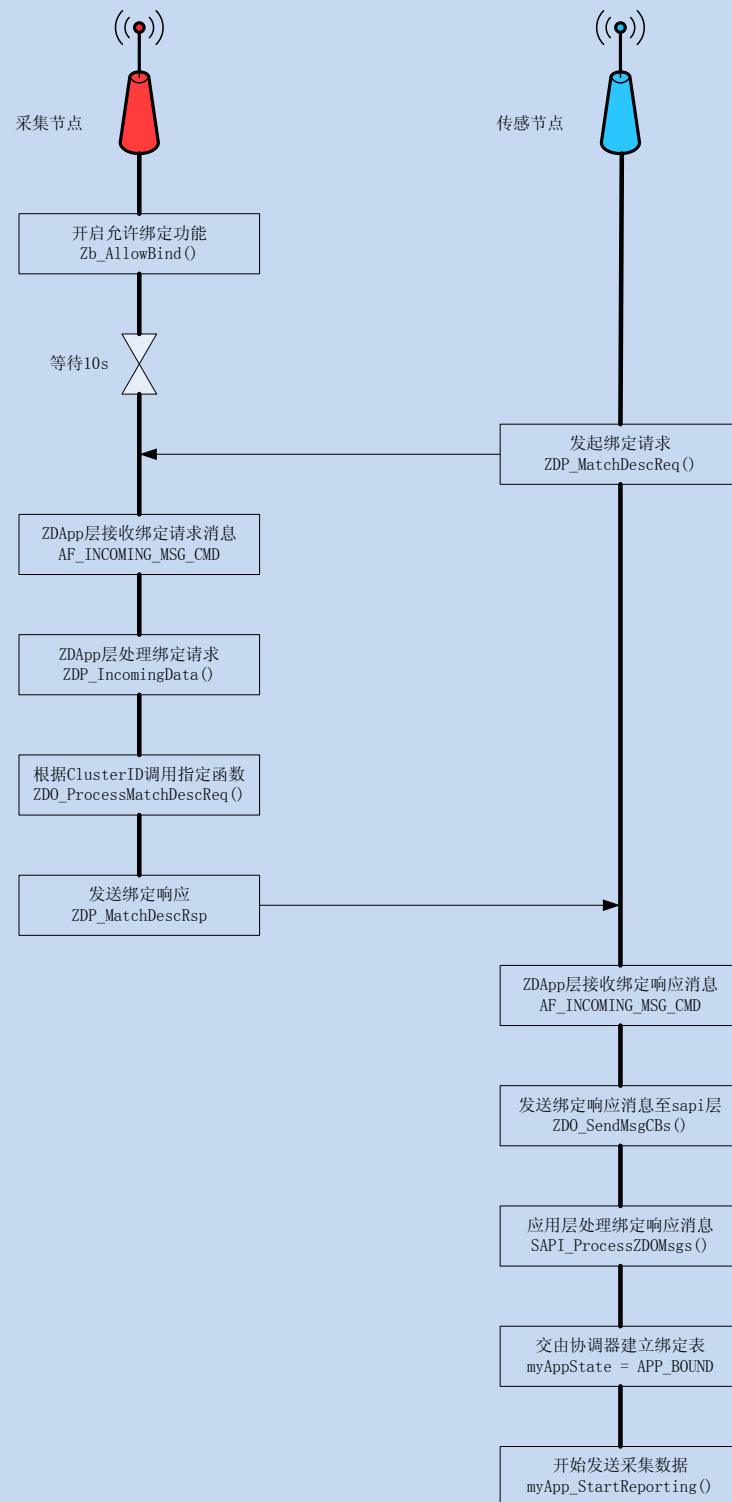 采集节点
传感节点
开启允许绑定功能
Zb_AllowBind()
等待10s
发起绑定请求
ZDP_MatchDescReq()
ZDApp层接收绑定请求消息
AF_INCOMING_MSG_CMD
ZDApp层处理绑定请求
ZDP_IncomingData()
根据ClusterID调用指定函数
ZDO_ProcessMatchDescReq()
发送绑定响应
ZDP_MatchDescRsp
ZDApp层接收绑定响应消息
AF_INCOMING_MSG_CMD
发送绑定响应消息至sapi层
ZDO_SendMsgCBs()
应用层处理绑定响应消息
SAPI_ProcessZDOMsgs()
交由协调器建立绑定表
myAppState = APP_BOUND
开始发送采集数据
myApp_StartReporting()